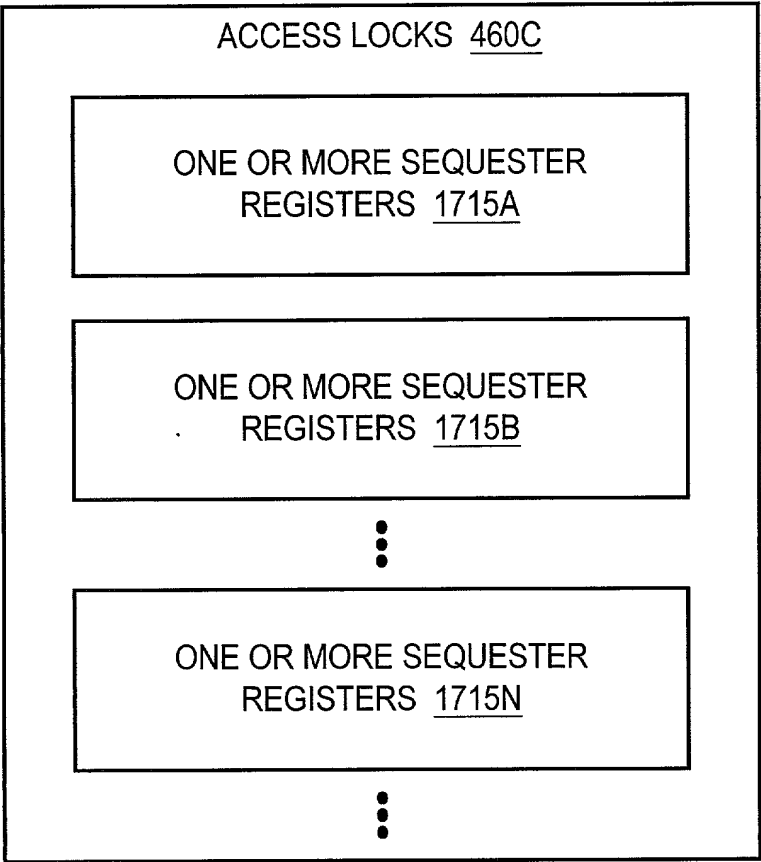 ACCESS LOCKS 460C
ONE OR MORE SEQUESTER
REGISTERS 1715A
ONE OR MORE SEQUESTER
REGISTERS 1715B
ONE OR MORE SEQUESTER
REGISTERS 1715N